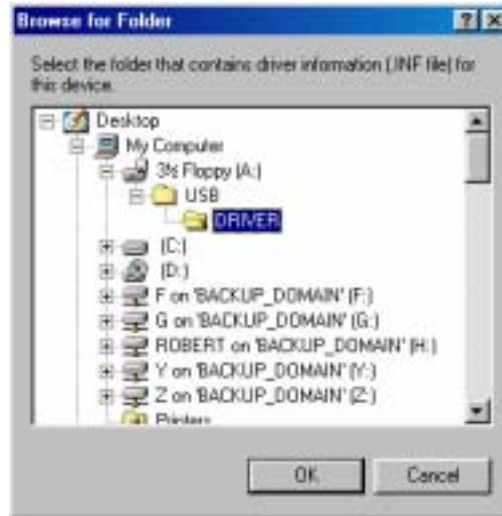 Browse for Folder
Select the folder that contains driver information (.INF file) for
this device.
Desktop
My Computer
3½ Floppy (A:)
USB
DRIVER
(C:)
(D:)
F on 'BACKUP_DOMAIN' (F:)
G on 'BACKUP_DOMAIN' (G:)
ROBERT on 'BACKUP_DOMAIN' (H:)
Y on 'BACKUP_DOMAIN' (Y:)
Z on 'BACKUP_DOMAIN' (Z:)
Printers
OK
Cancel